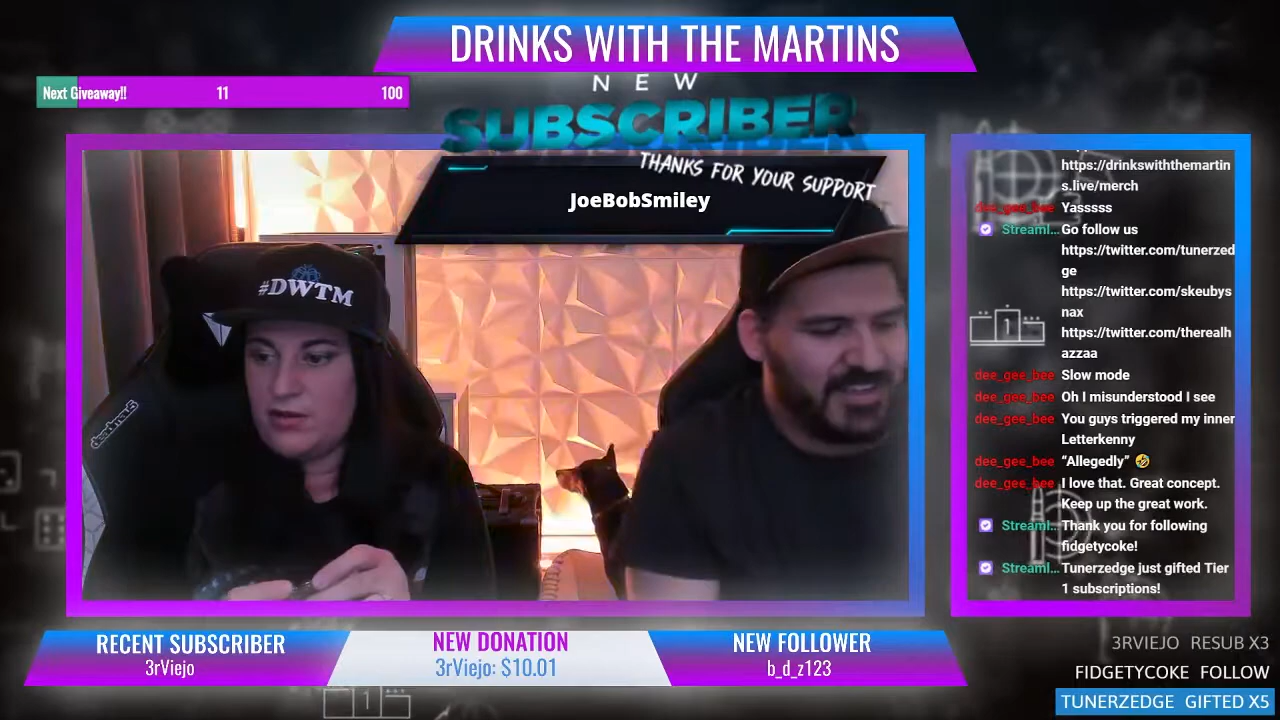 DRINKS WITH THE MARTINS
Next Giveaway!! 11 100
NEW
SUBSCRIBER
THANKS FOR YOUR SUPPORT
JoeBobSmiley
#DWTM
https://drinkswiththemartin
s.live/merch
dee_gee_bee Yasssss
Streaml... Go follow us
https://twitter.com/tunerzed
ge
https://twitter.com/skeubys
nax
https://twitter.com/therealh
azzaa
dee_gee_bee Slow mode
dee_gee_bee Oh I misunderstood I see
dee_gee_bee You guys triggered my inner
Letterkenny
dee_gee_bee “Allegedly” 🤣
dee_gee_bee I love that. Great concept.
Keep up the great work.
Streaml... Thank you for following
fidgetycoke!
Streaml... Tunerzedge just gifted Tier
1 subscriptions!
1
RECENT SUBSCRIBER
3rViejo
NEW DONATION
3rViejo: $10.01
NEW FOLLOWER
b_d_z123
3RVIEJO RESUB X3
FIDGETYCOKE FOLLOW
TUNERZEDGE GIFTED X5
1